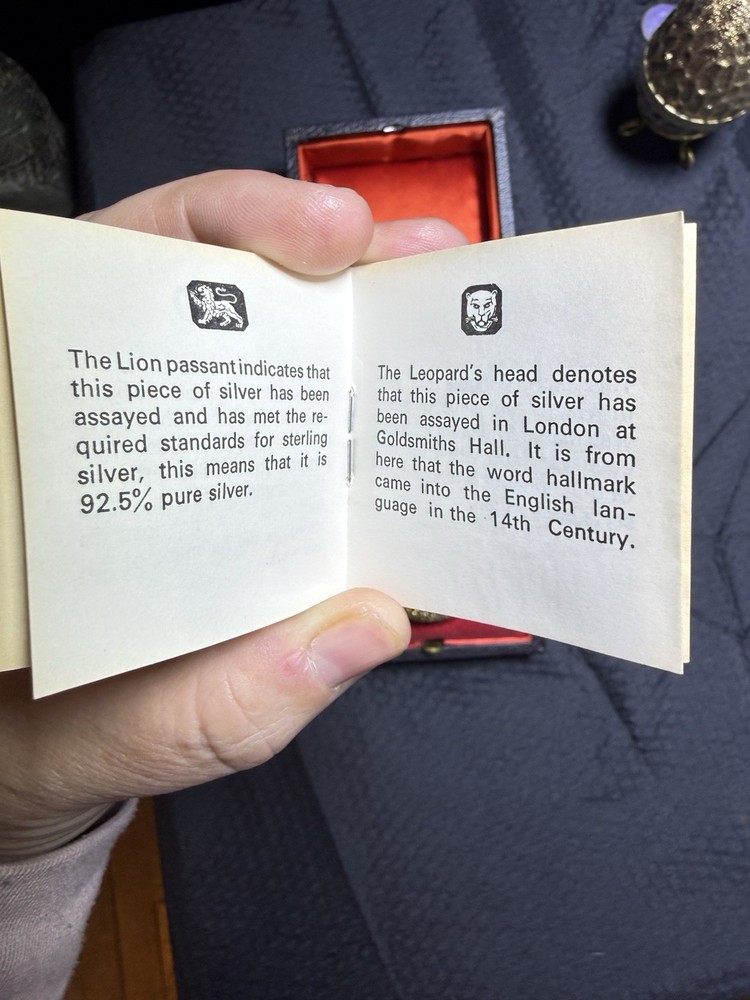 The Lion passant indicates that
this piece of silver has been
assayed and has met the re-
quired standards for sterling
silver, this means that it is
92.5% pure silver.
The Leopard's head denotes
that this piece of silver has
been assayed in London at
Goldsmiths Hall. It is from
here that the word hallmark
came into the English lan-
guage in the 14th Century.